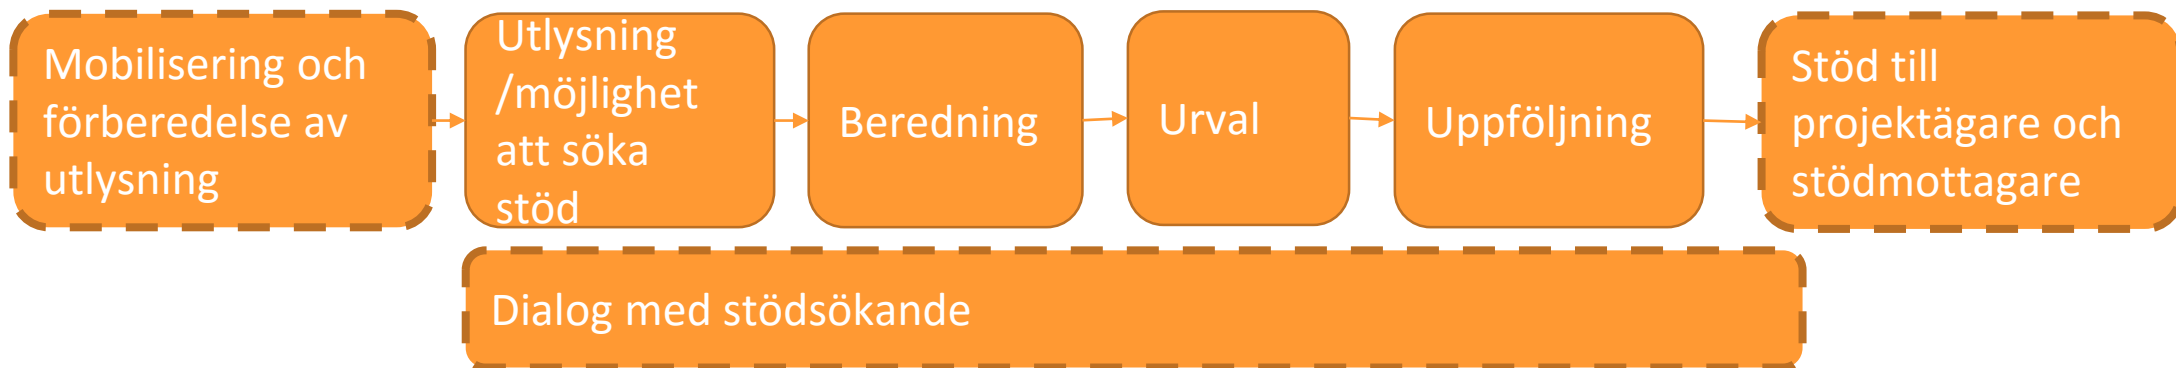 Mobilisering och
förberedelse av
utlysning
Utlysning
/möjlighet
att söka
stöd
Beredning
Urval
Uppföljning
Stöd till
projektägare och
stödmottagare
Dialog med stödsökande